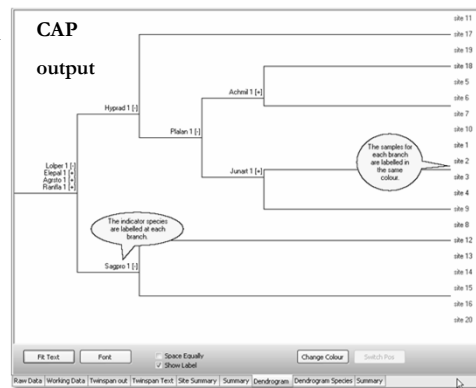 CAP
output
site 11
site 17
site 19
site 18
site 5
site 6
site 7
site 10
site 1
site 2
site 3
site 4
site 9
site 8
site 12
site 13
site 14
site 15
site 16
site 20
Achmil 1 [+]
Hyprad 1 [-]
Plalan 1 [-]
Junart 1 [+]
Lolper 1 [-]
Elepal 1 [+]
Agrsto 1 [+]
Ranfla 1 [+]
Sagpro 1 [-]
The samples for
each branch
are labelled in
the same
colour.
The indicator species
are labelled at each
branch.
Fit Text
Font
Space Equally
Show Label
Change Colour
Switch Pos
Raw Data
Working Data
Twinspan out
Twinspan Text
Site Summary
Summary
Dendrogram
Dendrogram Species
Summary